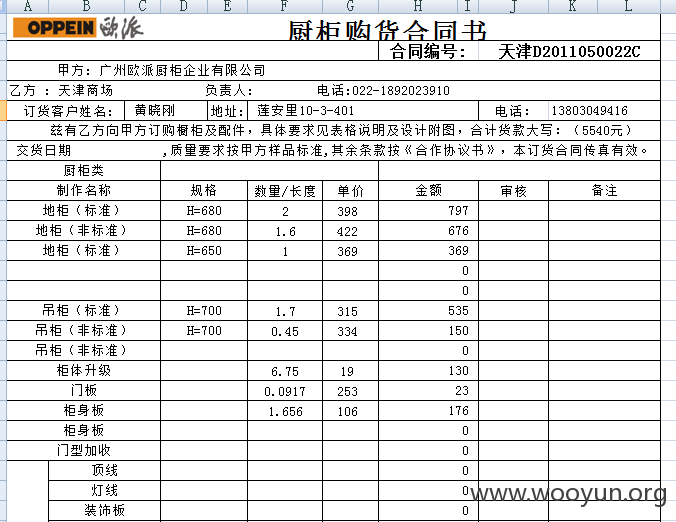 A B C D E F G H I J K L
OPPEIN 欧派 厨柜购货合同书
合同编号： 天津D2011050022C
甲方：广州欧派厨柜企业有限公司
乙方：天津商场 负责人： 电话:022-1892023910
订货客户姓名： 黄晓刚 地址： 莲安里10-3-401 电话： 13803049416
兹有乙方向甲方订购橱柜及配件，具体要求见表格说明及设计附图，合计货款大写：（5540元）
交货日期 ,质量要求按甲方样品标准,其余条款按《合作协议书》，本订货合同传真有效。
厨柜类
制作名称 规格 数量/长度 单价 金额 审核 备注
地柜（标准） H=680 2 398 797
地柜（非标准） H=680 1.6 422 676
地柜（标准） H=650 1 369 369
0
0
吊柜（标准） H=700 1.7 315 535
吊柜（非标准） H=700 0.45 334 150
吊柜（非标准） 0
柜体升级 6.75 19 130
门板 0.0917 253 23
柜身板 1.656 106 176
柜身板 0
门型加收 0
顶线 0
灯线 0
装饰板 0
www.wooyun.org